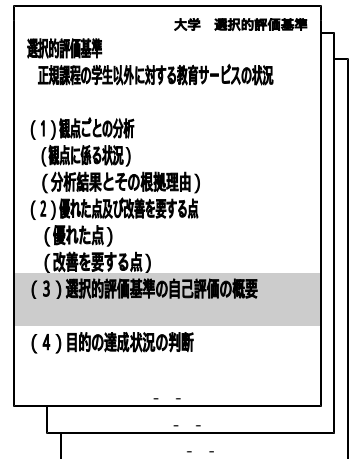 大学 選択的評価基準
選択的評価基準
正規課程の学生以外に対する教育サービスの状況
(1)観点ごとの分析
(観点に係る状況)
(分析結果とその根拠理由)
(2)優れた点及び改善を要する点
(優れた点)
(改善を要する点)
(3)選択的評価基準の自己評価の概要
(4)目的の達成状況の判断
- -
- -
- -